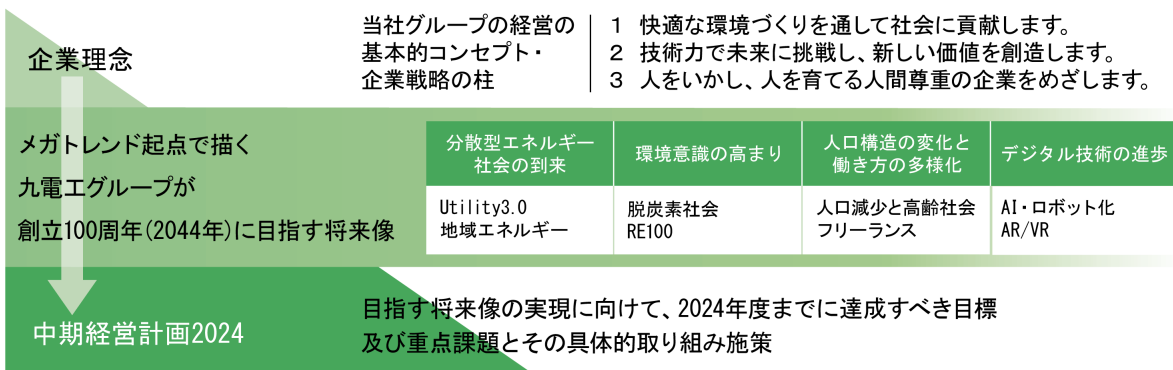 企業理念
当社グループの経営の
基本的コンセプト・
企業戦略の柱
1 快適な環境づくりを通して社会に貢献します。
2 技術力で未来に挑戦し、新しい価値を創造します。
3 人をいかし、人を育てる人間尊重の企業をめざします。
メガトレンド起点で描く
九電工グループが
創立100周年(2044年)に目指す将来像
分散型エネルギー
社会の到来
Utility3.0
地域エネルギー
環境意識の高まり
脱炭素社会
RE100
人口構造の変化と
働き方の多様化
人口減少と高齢社会
フリーランス
デジタル技術の進歩
AI・ロボット化
AR/VR
中期経営計画2024
目指す将来像の実現に向けて、2024年度までに達成すべき目標
及び重点課題とその具体的取り組み施策